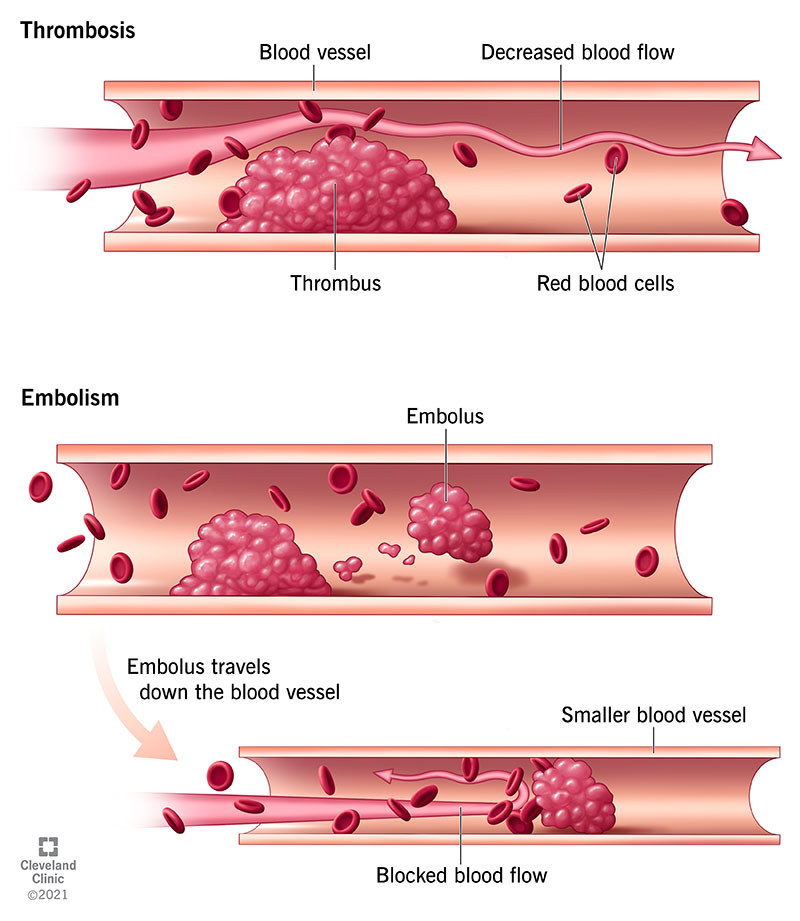 Thrombosis
Blood vessel
Decreased blood flow
Thrombus
Red blood cells
Embolism
Embolus
Embolus travels
down the blood vessel
Smaller blood vessel
Blocked blood flow
Cleveland
Clinic
©2021